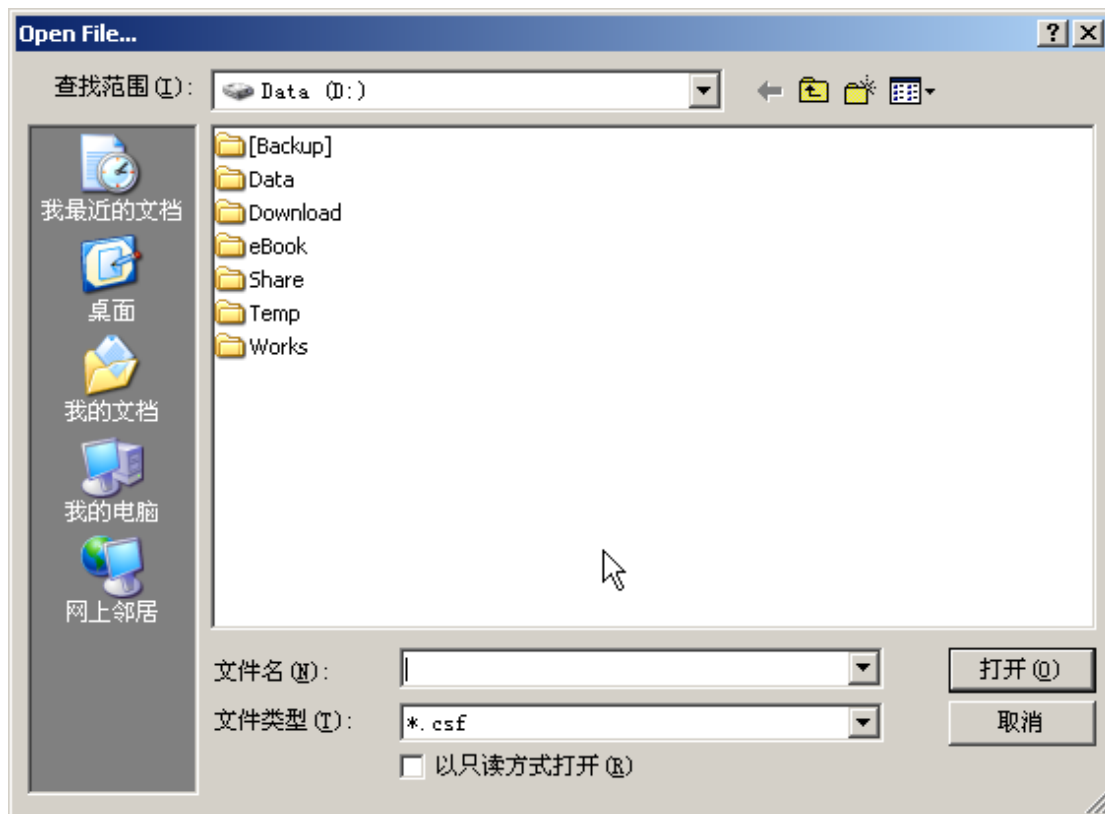 Open File...
查找范围(I):
Data (D:)
我最近的文档
桌面
我的文档
我的电脑
网上邻居
[Backup]
Data
Download
eBook
Share
Temp
Works
文件名(N):
打开(O)
文件类型(T):
*.csf
取消
以只读方式打开(R)